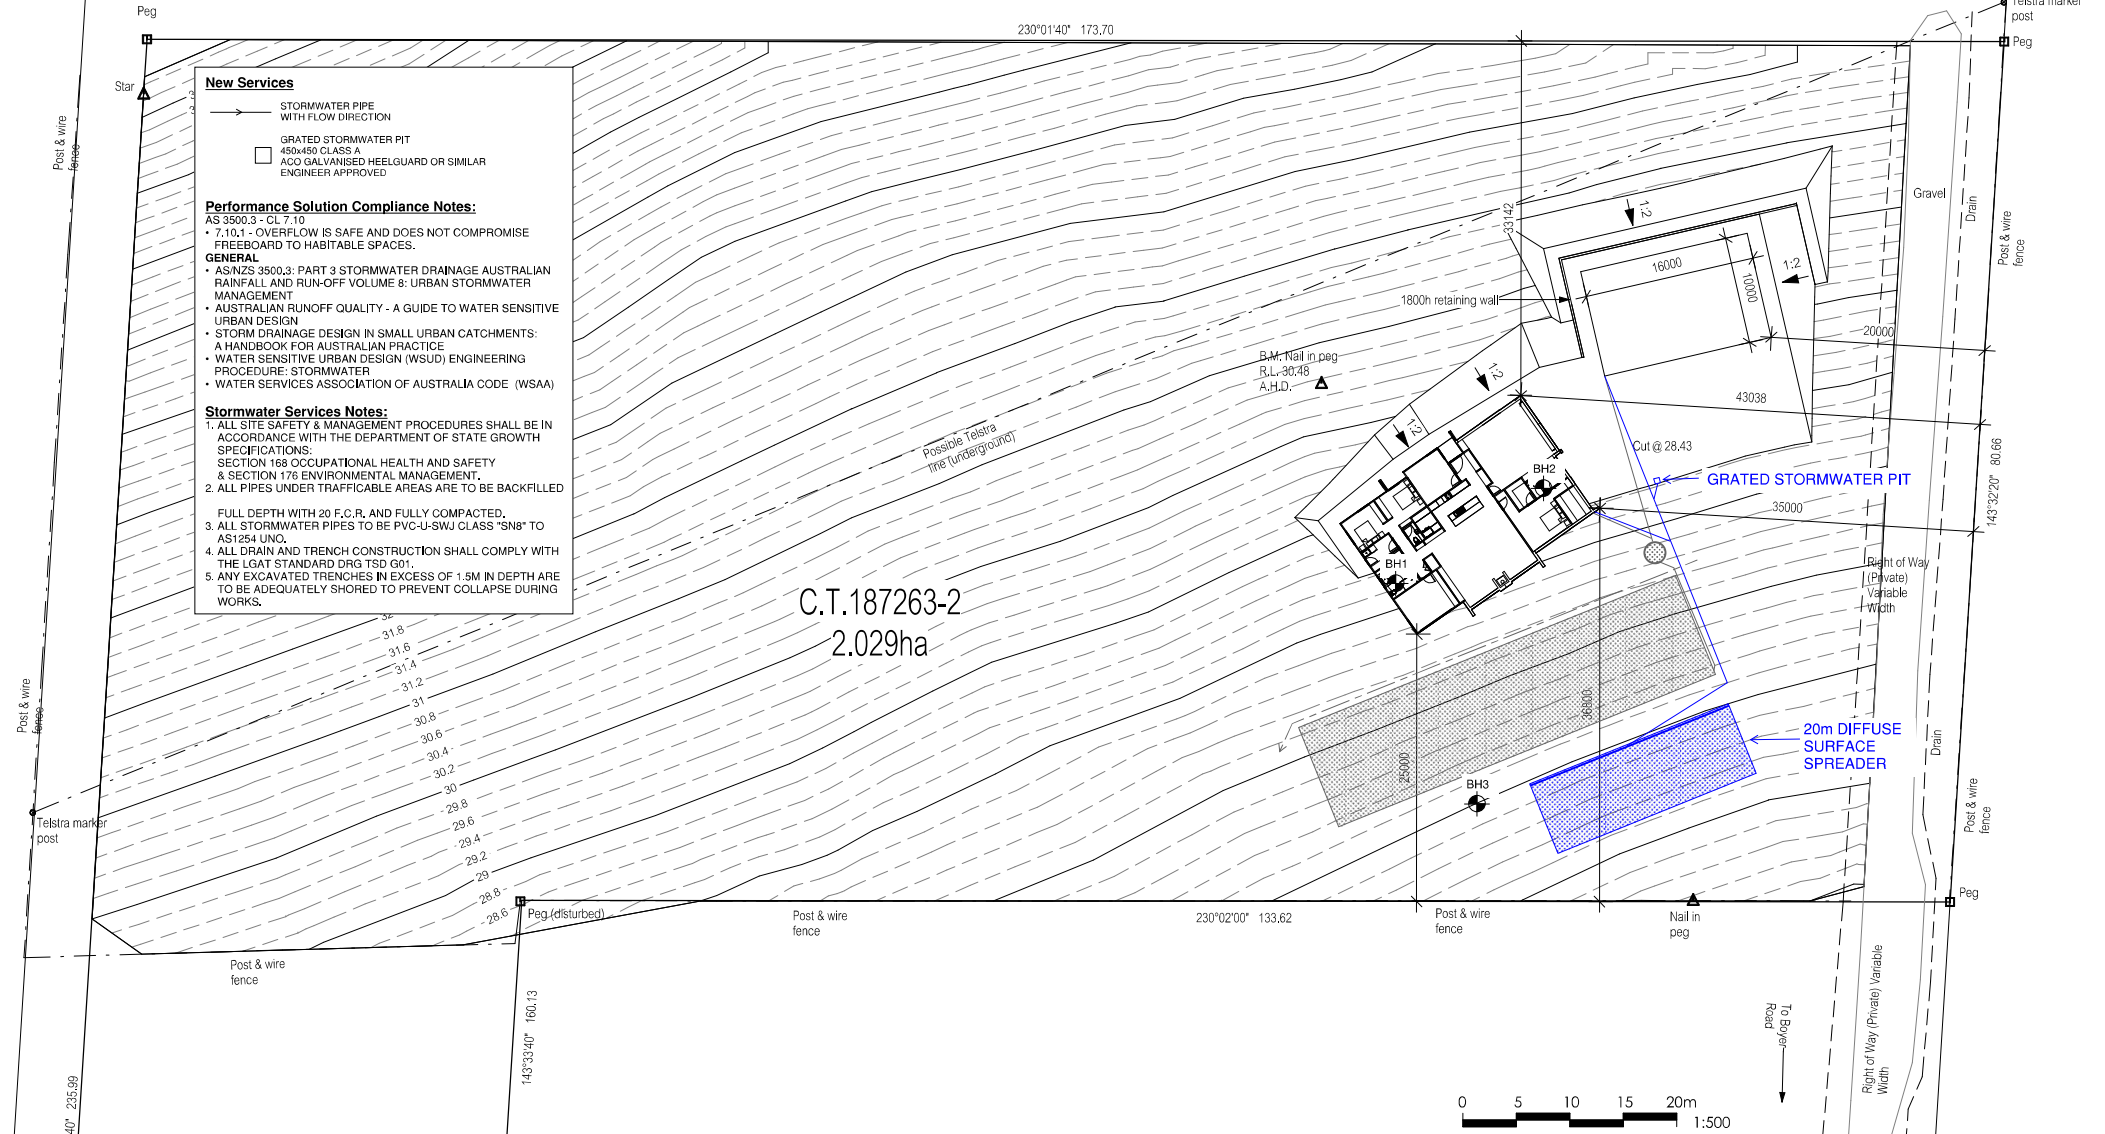 Peg
230°01'40" 173.70
Telstra marker
post
Peg
Star
Post & wire
fence
New Services
STORMWATER PIPE
WITH FLOW DIRECTION
GRATED STORMWATER PIT
450x450 CLASS A
ACO GALVANISED HEELGUARD OR SIMILAR
ENGINEER APPROVED
Performance Solution Compliance Notes:
AS 3500.3 - CL 7.10
• 7.10.1 - OVERFLOW IS SAFE AND DOES NOT COMPROMISE
FREEBOARD TO HABITABLE SPACES.
GENERAL
• AS/NZS 3500.3: PART 3 STORMWATER DRAINAGE AUSTRALIAN
RAINFALL AND RUN-OFF VOLUME 8: URBAN STORMWATER
MANAGEMENT
• AUSTRALIAN RUNOFF QUALITY - A GUIDE TO WATER SENSITIVE
URBAN DESIGN
• STORM DRAINAGE DESIGN IN SMALL URBAN CATCHMENTS:
A HANDBOOK FOR AUSTRALIAN PRACTICE
• WATER SENSITIVE URBAN DESIGN (WSUD) ENGINEERING
PROCEDURE: STORMWATER
• WATER SERVICES ASSOCIATION OF AUSTRALIA CODE (WSAA)
Stormwater Services Notes:
1. ALL SITE SAFETY & MANAGEMENT PROCEDURES SHALL BE IN
ACCORDANCE WITH THE DEPARTMENT OF STATE GROWTH
SPECIFICATIONS:
SECTION 168 OCCUPATIONAL HEALTH AND SAFETY
& SECTION 176 ENVIRONMENTAL MANAGEMENT.
2. ALL PIPES UNDER TRAFFICABLE AREAS ARE TO BE BACKFILLED
FULL DEPTH WITH 20 F.C.R. AND FULLY COMPACTED.
3. ALL STORMWATER PIPES TO BE PVC-U-SWJ CLASS "SN8" TO
AS1254 UNO.
4. ALL DRAIN AND TRENCH CONSTRUCTION SHALL COMPLY WITH
THE LGAT STANDARD DRG TSD G01.
5. ANY EXCAVATED TRENCHES IN EXCESS OF 1.5M IN DEPTH ARE
TO BE ADEQUATELY SHORED TO PREVENT COLLAPSE DURING
WORKS.
Gravel
Drain
Post & wire
fence
33142
1:2
16000
10000
1:2
1800h retaining wall
20000
B.M. Nail in peg
R.L. 30.48
A.H.D.
1:2
43038
1:2
Possible Telstra
line (underground)
Cut @ 28.43
BH2
GRATED STORMWATER PIT
35000
143°32'20" 80.66
BH1
Right of Way
(Private)
Variable
Width
C.T.187263-2
2.029ha
32
31.8
31.6
31.4
31.2
31
30.8
30.6
30.4
30.2
30
29.8
29.6
29.4
29.2
29
28.8
28.6
Post & wire
fence
36800
25000
20m DIFFUSE
SURFACE
SPREADER
Drain
BH3
Post & wire
fence
Telstra marker
post
Peg
Peg (disturbed)
Post & wire
fence
230°02'00" 133.62
Post & wire
fence
Nail in
peg
Post & wire
fence
143°33'40" 160.13
40" 235.99
To Boyer
Road
Right of Way (Private) Variable
Width
0 5 10 15 20m
1:500